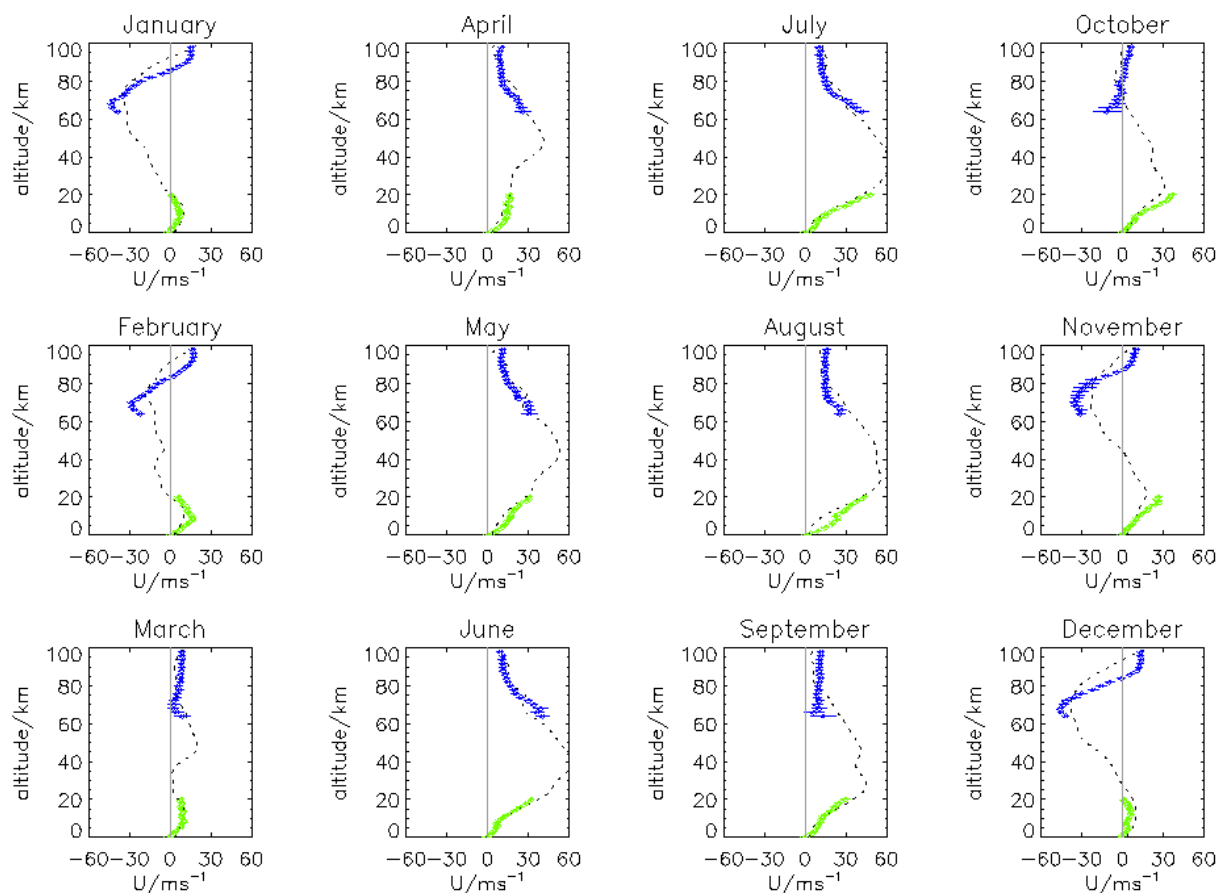 January April July October
altitude/km altitude/km altitude/km altitude/km
100 100 100 100
80 80 80 80
60 60 60 60
40 40 40 40
20 20 20 20
0 0 0 0
−60−30 0 30 60 −60−30 0 30 60 −60−30 0 30 60 −60−30 0 30 60
U/ms⁻¹ U/ms⁻¹ U/ms⁻¹ U/ms⁻¹
February May August November
altitude/km altitude/km altitude/km altitude/km
100 100 100 100
80 80 80 80
60 60 60 60
40 40 40 40
20 20 20 20
0 0 0 0
−60−30 0 30 60 −60−30 0 30 60 −60−30 0 30 60 −60−30 0 30 60
U/ms⁻¹ U/ms⁻¹ U/ms⁻¹ U/ms⁻¹
March June September December
altitude/km altitude/km altitude/km altitude/km
100 100 100 100
80 80 80 80
60 60 60 60
40 40 40 40
20 20 20 20
0 0 0 0
−60−30 0 30 60 −60−30 0 30 60 −60−30 0 30 60 −60−30 0 30 60
U/ms⁻¹ U/ms⁻¹ U/ms⁻¹ U/ms⁻¹